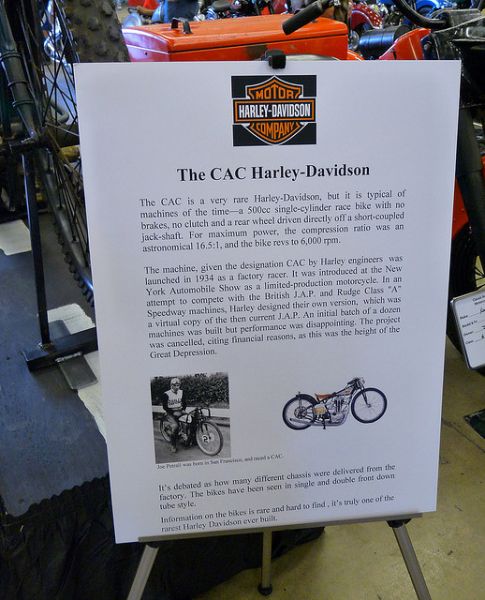 MOTOR
HARLEY-DAVIDSON
COMPANY
The CAC Harley-Davidson
The CAC is a very rare Harley-Davidson, but it is typical of
machines of the time—a 500cc single-cylinder race bike with no
brakes, no clutch and a rear wheel driven directly off a short-coupled
jack-shaft. For maximum power, the compression ratio was an
astronomical 16.5:1, and the bike revs to 6,000 rpm.
The machine, given the designation CAC by Harley engineers was
launched in 1934 as a factory racer. It was introduced at the New
York Automobile Show as a limited-production motorcycle. In an
attempt to compete with the British J.A.P. and Rudge Class "A"
Speedway machines, Harley designed their own version, which was
a virtual copy of the then current J.A.P. An initial batch of a dozen
machines was built but performance was disappointing. The project
was cancelled, citing financial reasons, as this was the height of the
Great Depression.
Joe Petrali was born in San Francisco, and raced a CAC.
It's debated as how many different chassis were delivered from the
factory. The bikes have been seen in single and double front down
tube style.
Information on the bikes is rare and hard to find , it's truly one of the
rarest Harley Davidson ever built.